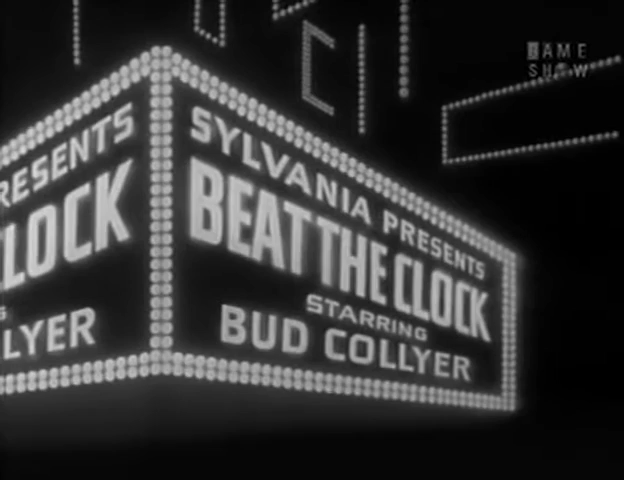 GAME
SHOW
RESENTS
CLOCK
LYER
SYLVANIA PRESENTS
BEAT THE CLOCK
STARRING
BUD COLLYER